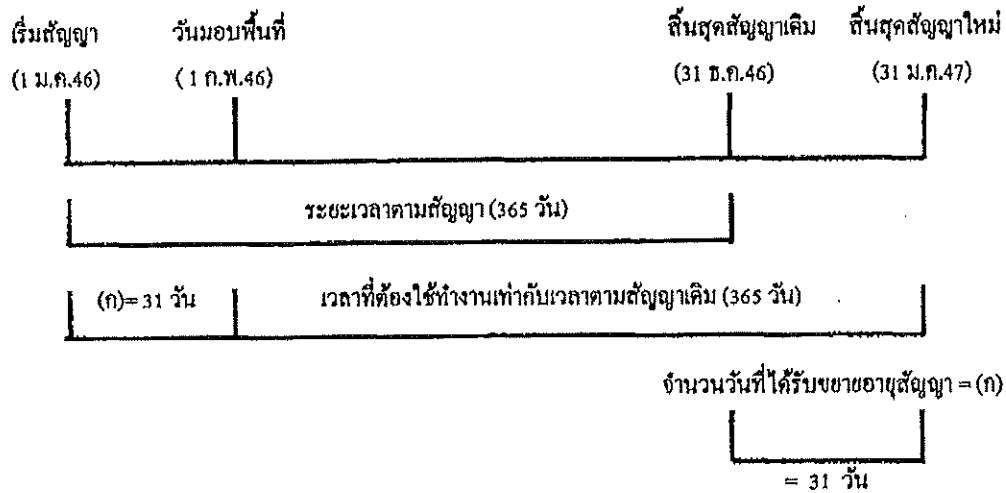 เริ่มสัญญา วันมอบพื้นที่ สิ้นสุดสัญญาเดิม สิ้นสุดสัญญาใหม่
(1 ม.ค.46) (1 ก.พ.46) (31 ธ.ค.46) (31 ม.ค.47)
ระยะเวลาตามสัญญา (365 วัน)
(ก)= 31 วัน เวลาที่ต้องใช้ทำงานเท่ากับเวลาตามสัญญาเดิม (365 วัน)
จำนวนวันที่ได้รับขยายอายุสัญญา = (ก)
= 31 วัน